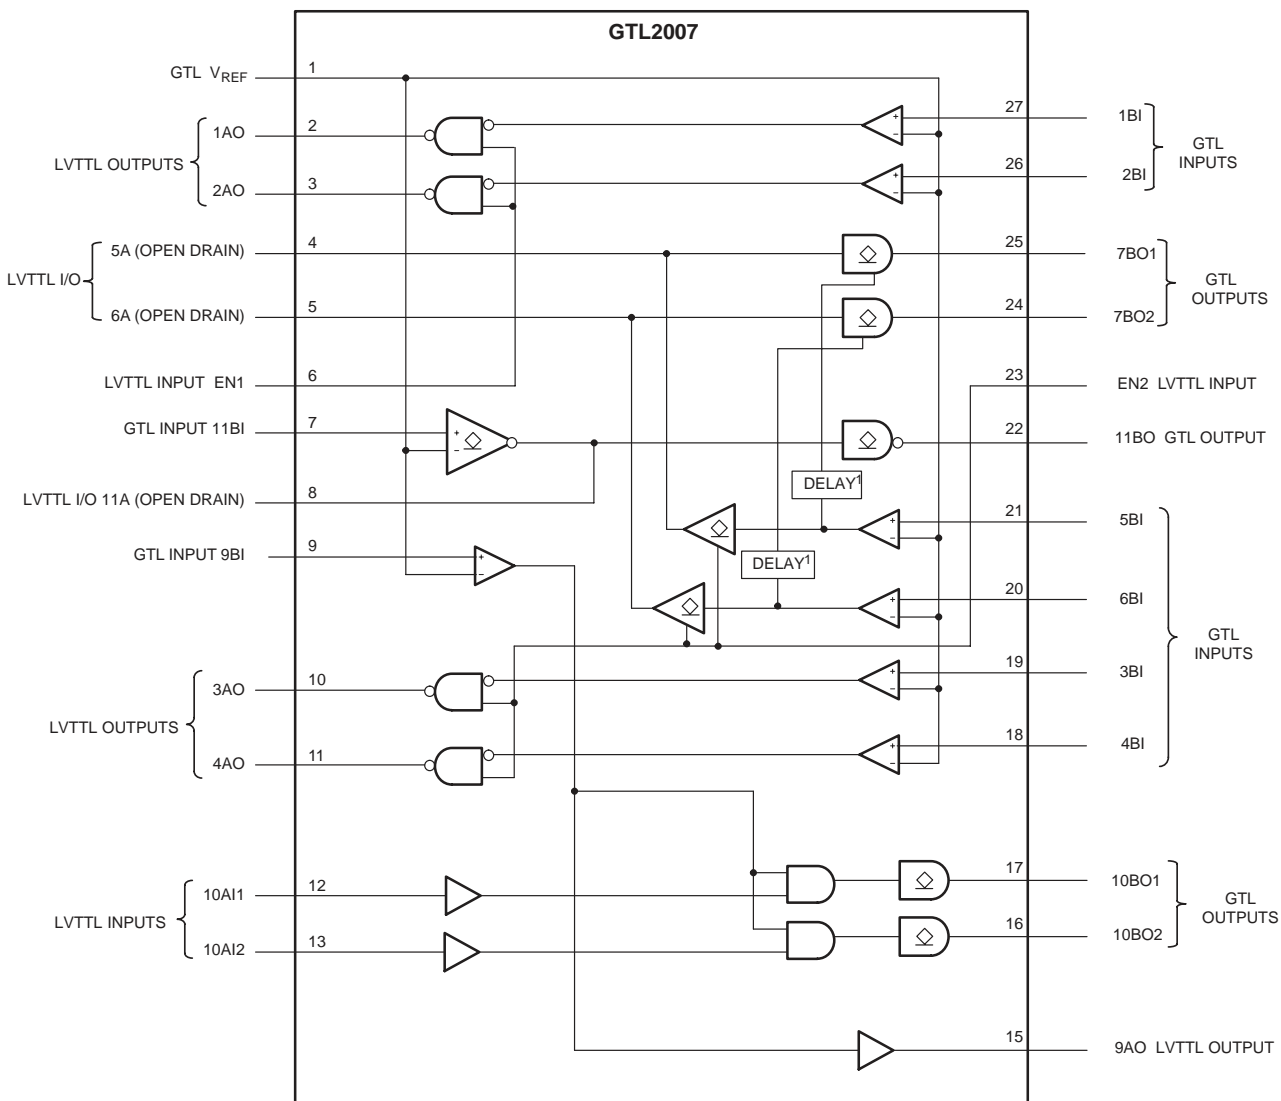 GTL2007
GTL VREF 1
27 1BI
1AO 2
GTL
INPUTS
LVTTL OUTPUTS
26 2BI
2AO 3
5A (OPEN DRAIN) 4
25 7BO1
LVTTL I/O
GTL
OUTPUTS
6A (OPEN DRAIN) 5
24 7BO2
LVTTL INPUT EN1 6
23 EN2 LVTTL INPUT
GTL INPUT 11BI 7
22 11BO GTL OUTPUT
LVTTL I/O 11A (OPEN DRAIN) 8
DELAY1
21 5BI
GTL INPUT 9BI 9
DELAY1
20 6BI
GTL
INPUTS
3AO 10
19 3BI
LVTTL OUTPUTS
4AO 11
18 4BI
10AI1 12
17 10BO1
LVTTL INPUTS
GTL
OUTPUTS
10AI2 13
16 10BO2
15 9AO LVTTL OUTPUT